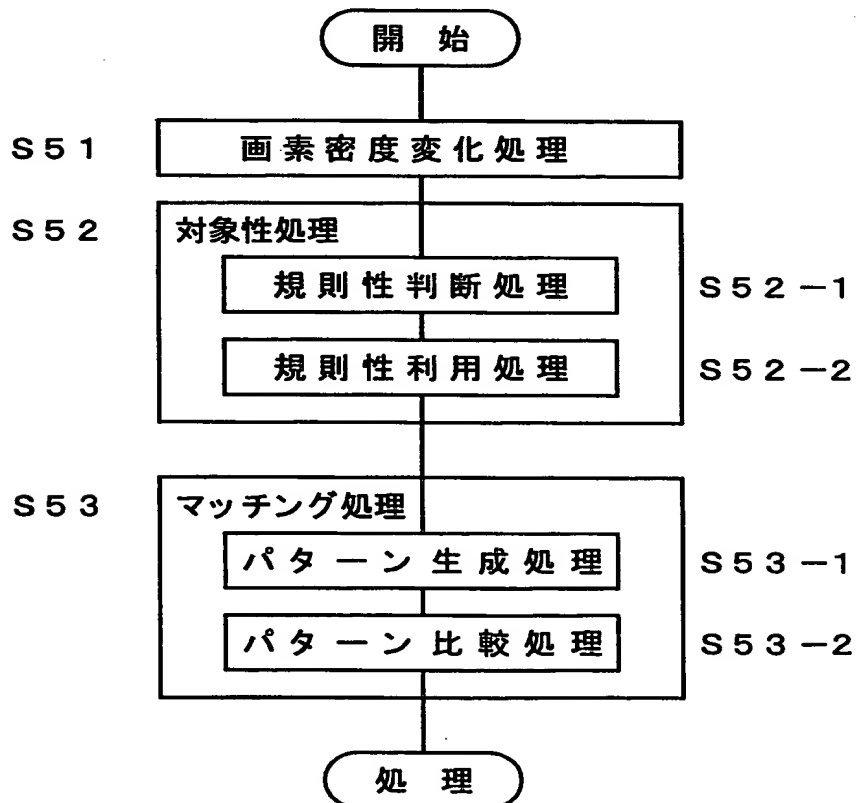 開始
S51 画素密度変化処理
S52 対象性処理
規則性判断処理 S52-1
規則性利用処理 S52-2
S53 マッチング処理
パターン生成処理 S53-1
パターン比較処理 S53-2
処理